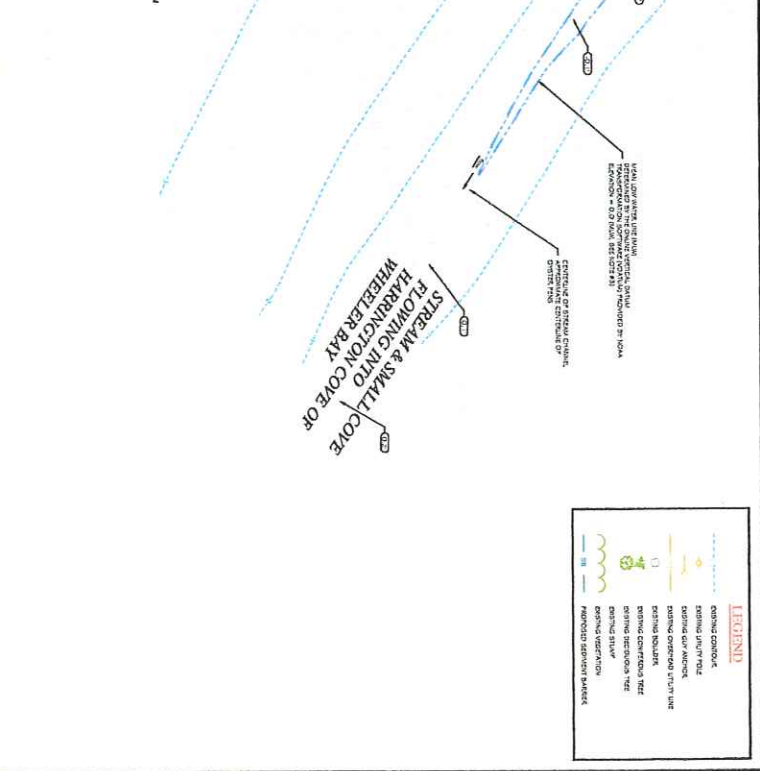 MEAN LOW WATER LINE (MLW)
DETERMINED BY THE ONLINE VERTICAL DATUM
TRANSFORMATION SOFTWARE (VDATUM) PROVIDED BY NOAA
ELEVATION = 0.0' (MLW, SEE NOTE #3)
CENTERLINE OF STREAM CHANNEL
APPROXIMATE CENTERLINE OF
OYSTER PENS
STREAM & SMALL COVE
FLOWING INTO
HARRINGTON COVE OF
WHEELER BAY
LEGEND
EXISTING CONTOUR
EXISTING UTILITY POLE
EXISTING GUY ANCHOR
EXISTING OVERHEAD UTILITY LINE
EXISTING BOULDER
EXISTING CONIFEROUS TREE
EXISTING DECIDUOUS TREE
EXISTING STUMP
EXISTING VEGETATION
SB
PROPOSED SEDIMENT BARRIER